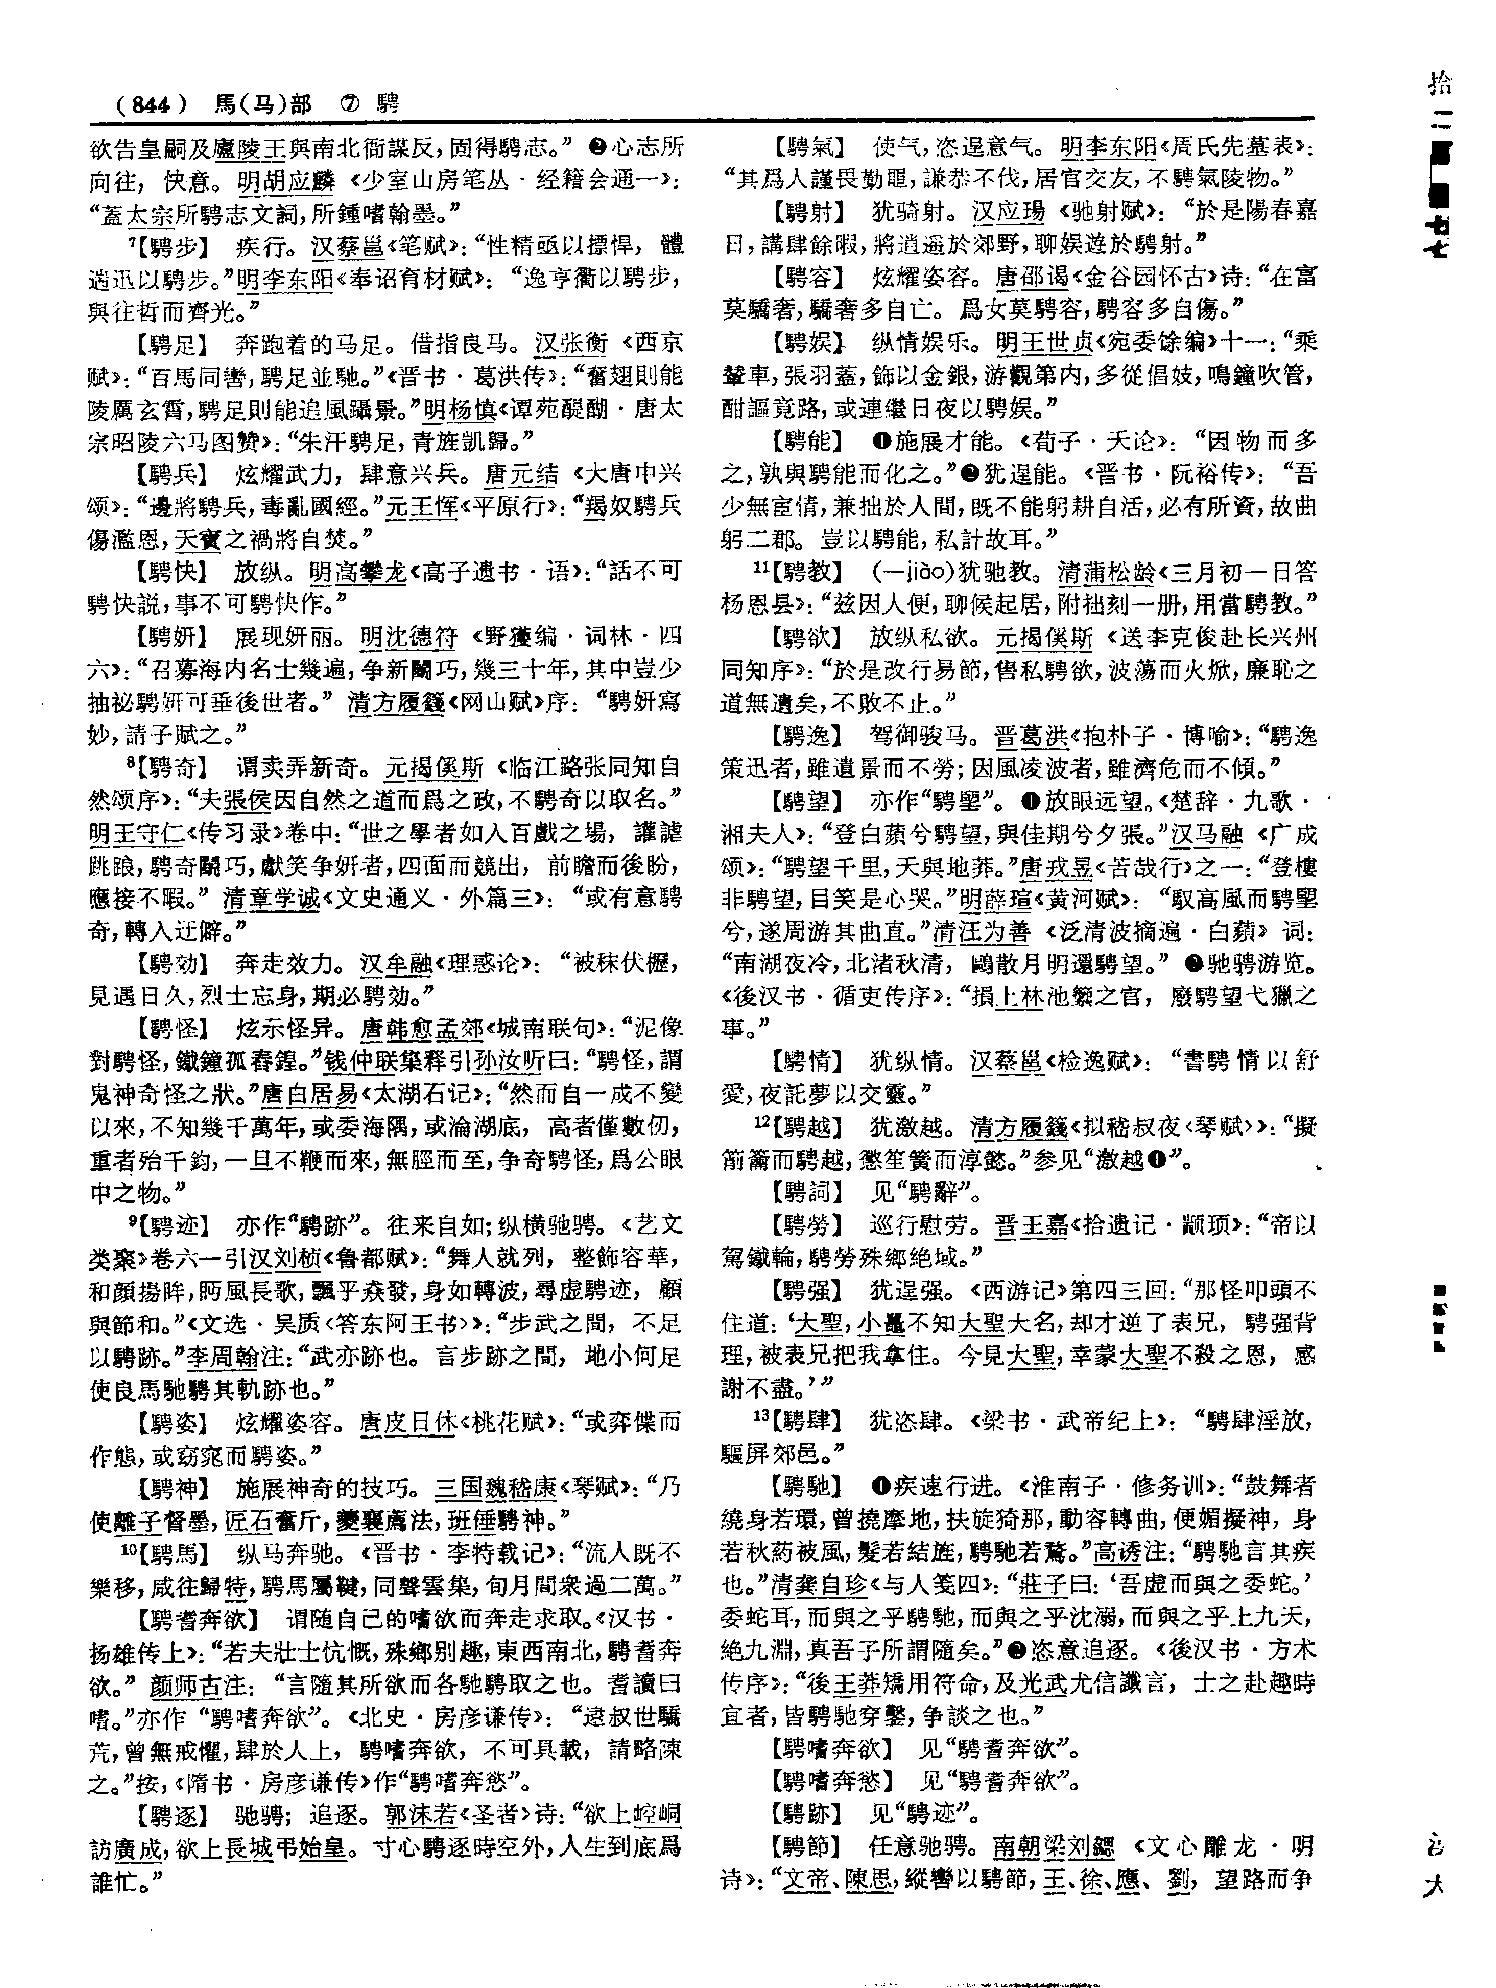 (844) 馬(马)部 ⑦ 騁
欲告皇嗣及廬陵王與南北衙謀反,固得騁志。” ❷心志所
向往，快意。明胡应麟《少室山房笔丛·经籍会通一》：
“蓋太宗所騁志文詞,所鍾嗜翰墨。”
7【騁步】 疾行。汉蔡邕《笔赋》：“性精亟以摽悍，體
遄迅以騁步。”明李东阳《奉诏育材赋》：“逸亨衢以騁步，
與往哲而齊光。”
【騁足】 奔跑着的马足。借指良马。汉张衡《西京
赋》：“百馬同轡,騁足並馳。”《晋书·葛洪传》：“奮翅則能
陵厲玄霄,騁足則能追風躡景。”明杨慎《谭苑醍醐·唐太
宗昭陵六马图赞》：“朱汗騁足,青旌凱歸。”
【騁兵】 炫耀武力，肆意兴兵。唐元结《大唐中兴
颂》：“邊將騁兵,毒亂國經。”元王恽《平原行》：“羯奴騁兵
傷濫恩,天寳之禍將自焚。”
【騁快】 放纵。明高攀龙《高子遗书·语》：“話不可
騁快説,事不可騁快作。”
【騁妍】 展现妍丽。明沈德符《野獲编·词林·四
六》：“召募海内名士幾遍,争新鬭巧,幾三十年,其中豈少
抽祕騁妍可垂後世者。” 清方履籛《网山赋》序：“騁妍寫
妙,請子賦之。”
8【騁奇】 谓卖弄新奇。元揭傒斯《临江路张同知自
然颂序》：“夫張侯因自然之道而爲之政,不騁奇以取名。”
明王守仁《传习录》卷中：“世之學者如入百戲之場，讙謔
跳踉,騁奇鬭巧,獻笑争妍者,四面而競出，前瞻而後盼，
應接不暇。” 清章学诚《文史通义·外篇三》：“或有意騁
奇,轉入迂僻。”
【騁効】 奔走效力。汉牟融《理惑论》：“被秣伏櫪，
見遇日久,烈士忘身,期必騁効。”
【騁怪】 炫示怪异。唐韩愈孟郊《城南联句》：“泥像
對騁怪,鐵鐘孤舂鍠。”钱仲联集释引孙汝听曰：“騁怪,謂
鬼神奇怪之狀。”唐白居易《太湖石记》：“然而自一成不變
以來,不知幾千萬年,或委海隅,或淪湖底，高者僅數仞，
重者殆千鈞,一旦不鞭而來,無脛而至,争奇騁怪,爲公眼
中之物。”
9【騁迹】 亦作“騁跡”。往来自如；纵横驰骋。《艺文
类聚》卷六一引汉刘桢《鲁都赋》：“舞人就列，整飾容華，
和顔揚眸,眄風長歌,飄乎猋發,身如轉波,尋虚騁迹，顧
與節和。”《文选·吴质〈答东阿王书〉》：“步武之間，不足
以騁跡。”李周翰注：“武亦跡也。言步跡之間，地小何足
使良馬馳騁其軌跡也。”
【騁姿】 炫耀姿容。唐皮日休《桃花赋》：“或弈偞而
作態,或窈窕而騁姿。”
【騁神】 施展神奇的技巧。三国魏嵇康《琴赋》：“乃
使離子督墨,匠石奮斤,夔襄薦法,班倕騁神。”
10【騁馬】 纵马奔驰。《晋书·李特载记》：“流人既不
樂移,咸往歸特,騁馬屬鞬,同聲雲集,旬月間衆過二萬。”
【騁耆奔欲】 谓随自己的嗜欲而奔走求取。《汉书·
扬雄传上》：“若夫壯士忼慨,殊鄉别趣,東西南北,騁耆奔
欲。” 颜师古注：“言隨其所欲而各馳騁取之也。耆讀曰
嗜。”亦作“騁嗜奔欲”。《北史·房彦谦传》：“遠叔世驕
荒,曾無戒懼,肆於人上，騁嗜奔欲，不可具載，請略陳
之。”按,《隋书·房彦谦传》作“騁嗜奔慾”。
【騁逐】 驰骋；追逐。郭沫若《圣者》诗：“欲上崆峒
訪廣成,欲上長城弔始皇。寸心騁逐時空外,人生到底爲
誰忙。”
【騁氣】 使气,恣逞意气。明李东阳《周氏先墓表》：
“其爲人謹畏勤罷,謙恭不伐,居官交友,不騁氣陵物。”
【騁射】 犹骑射。汉应瑒《驰射赋》：“於是陽春嘉
日,講肆餘暇,將逍遥於郊野,聊娱遊於騁射。”
【騁容】 炫耀姿容。唐邵谒《金谷园怀古》诗：“在富
莫驕奢,驕奢多自亡。爲女莫騁容,騁容多自傷。”
【騁娱】 纵情娱乐。明王世贞《宛委馀编》十一：“乘
輦車,張羽蓋,飾以金銀,游觀第内,多從倡妓,鳴鐘吹管，
酣謳竟路,或連繼日夜以騁娱。”
【騁能】 ❶施展才能。《荀子·天论》：“因物而多
之,孰與騁能而化之。”❷犹逞能。《晋书·阮裕传》：“吾
少無宦情,兼拙於人間,既不能躬耕自活,必有所資,故曲
躬二郡。豈以騁能,私計故耳。”
11【騁教】 (—jiào)犹驰教。清蒲松龄《三月初一日答
杨恩县》：“兹因人便,聊候起居,附拙刻一册,用當騁教。”
【騁欲】 放纵私欲。元揭傒斯《送李克俊赴长兴州
同知序》：“於是改行易節,售私騁欲,波蕩而火焮,廉恥之
道無遺矣,不敗不止。”
【騁逸】 驾御骏马。晋葛洪《抱朴子·博喻》：“騁逸
策迅者,雖遺景而不勞；因風凌波者,雖濟危而不傾。”
【騁望】 亦作“騁朢”。❶放眼远望。《楚辞·九歌·
湘夫人》：“登白薠兮騁望,與佳期兮夕張。”汉马融《广成
颂》：“騁望千里,天與地莽。”唐戎昱《苦哉行》之一：“登樓
非騁望,目笑是心哭。”明薛瑄《黄河赋》：“馭高風而騁朢
兮,遂周游其曲直。”清汪为善《泛清波摘遍·白蘋》词：
“南湖夜冷,北渚秋清，鷗散月明還騁望。” ❷驰骋游览。
《後汉书·循吏传序》：“損上林池籞之官，廢騁望弋獵之
事。”
【騁情】 犹纵情。汉蔡邕《检逸赋》：“晝騁情以舒
愛,夜託夢以交靈。”
12【騁越】 犹激越。清方履籛《拟嵇叔夜〈琴赋〉》：“擬
箾籥而騁越,愸笙簧而淳懿。”参见“激越❶”。
【騁詞】 见“騁辭”。
【騁勞】 巡行慰劳。晋王嘉《拾遗记·颛顼》：“帝以
駕鐵輪,騁勞殊鄉絶域。”
【騁强】 犹逞强。《西游记》第四三回：“那怪叩頭不
住道：‘大聖,小鼉不知大聖大名,却才逆了表兄，騁强背
理,被表兄把我拿住。今見大聖,幸蒙大聖不殺之恩，感
謝不盡。’”
13【騁肆】 犹恣肆。《梁书·武帝纪上》：“騁肆淫放，
驅屏郊邑。”
【騁馳】 ❶疾速行进。《淮南子·修务训》：“鼓舞者
繞身若環,曾撓摩地,扶旋猗那,動容轉曲,便媚擬神，身
若秋葯被風,髮若結旌,騁馳若騖。”高诱注：“騁馳言其疾
也。”清龚自珍《与人笺四》：“莊子曰：‘吾虚而與之委蛇。’
委蛇耳,而與之乎騁馳,而與之乎沈溺,而與之乎上九天，
絶九淵,真吾子所謂隨矣。”❷恣意追逐。《後汉书·方术
传序》：“後王莽矯用符命,及光武尤信讖言，士之赴趣時
宜者,皆騁馳穿鑿,争談之也。”
【騁嗜奔欲】 见“騁耆奔欲”。
【騁嗜奔慾】 见“騁耆奔欲”。
【騁跡】 见“騁迹”。
【騁節】 任意驰骋。南朝梁刘勰《文心雕龙·明
诗》：“文帝、陳思,縱轡以騁節,王、徐、應、劉，望路而争
拾
二
大